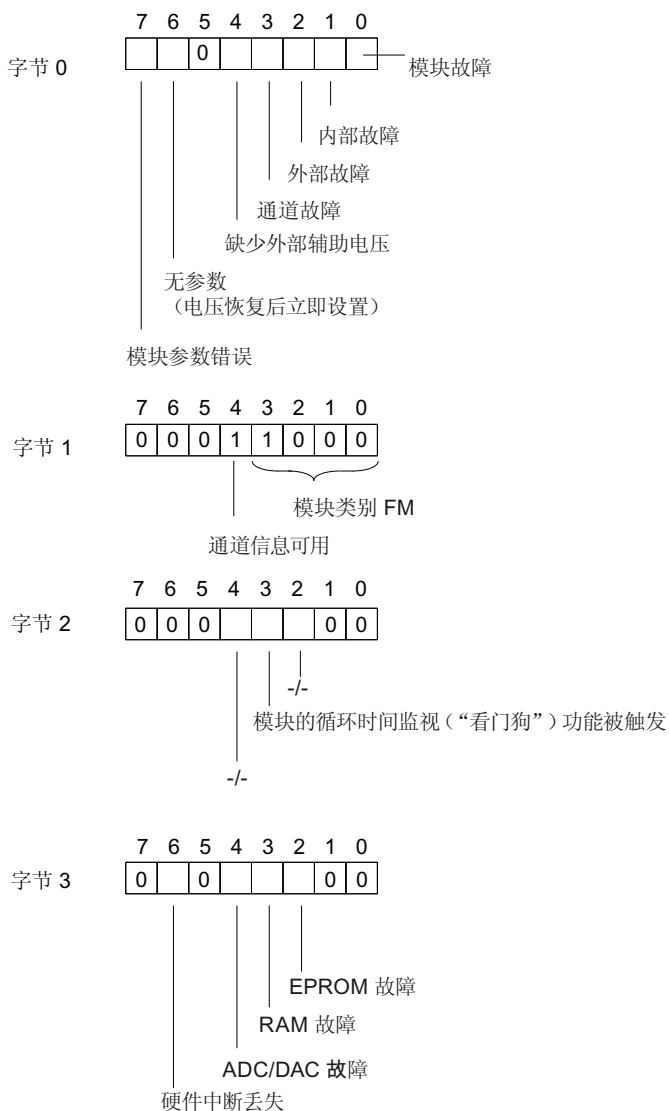 7 6 5 4 3 2 1 0
字节 0
0
模块故障
内部故障
外部故障
通道故障
缺少外部辅助电压
无参数
（电压恢复后立即设置）
模块参数错误
7 6 5 4 3 2 1 0
字节 1
0 0 0 1 1 0 0 0
模块类别 FM
通道信息可用
7 6 5 4 3 2 1 0
字节 2
0 0 0 0 0
-/-
模块的循环时间监视（“看门狗”）功能被触发
-/-
7 6 5 4 3 2 1 0
字节 3
0 0 0 0
EPROM 故障
RAM 故障
ADC/DAC 故障
硬件中断丢失